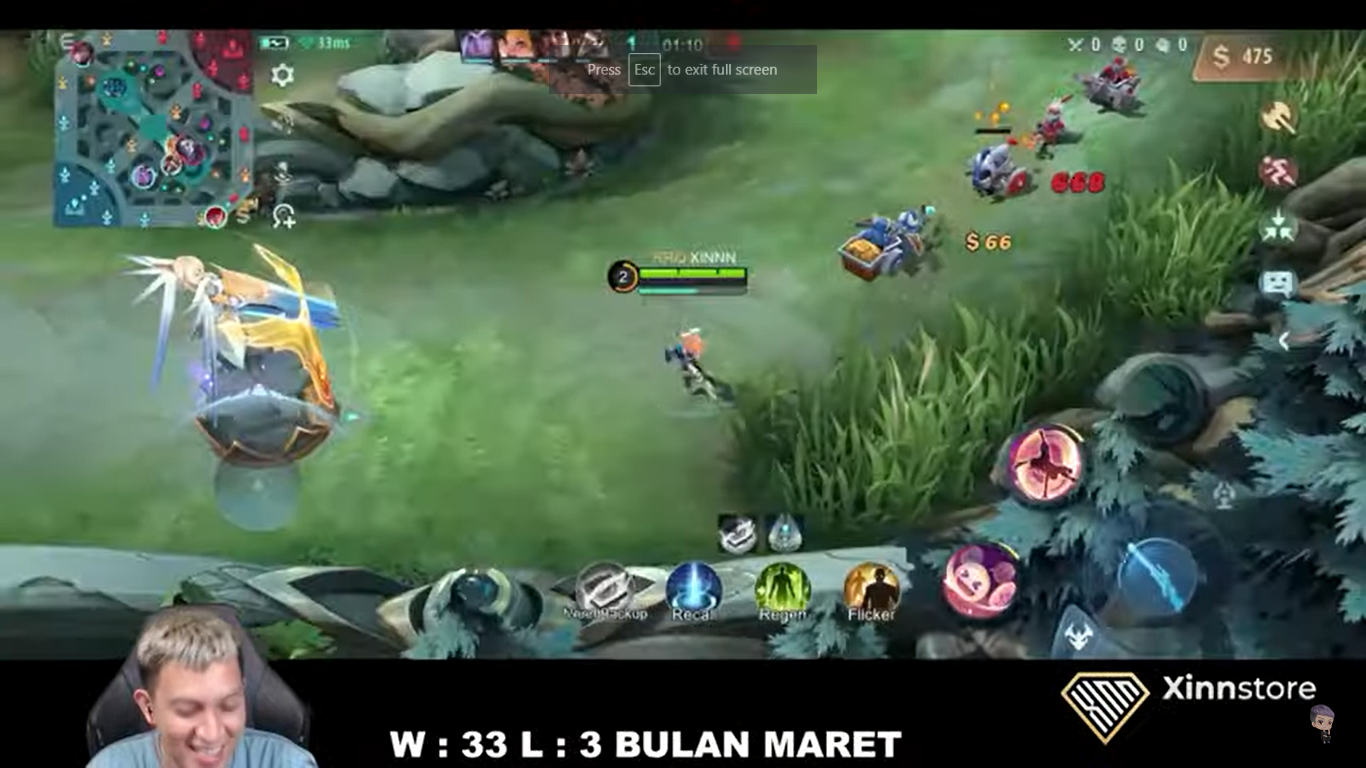 33ms
01:10
0 0 0
$ 475
Press Esc to exit full screen
668
$ 66
XINNN
2
Recall
Regen
Flicker
Xinnstore
W : 33 L : 3 BULAN MARET